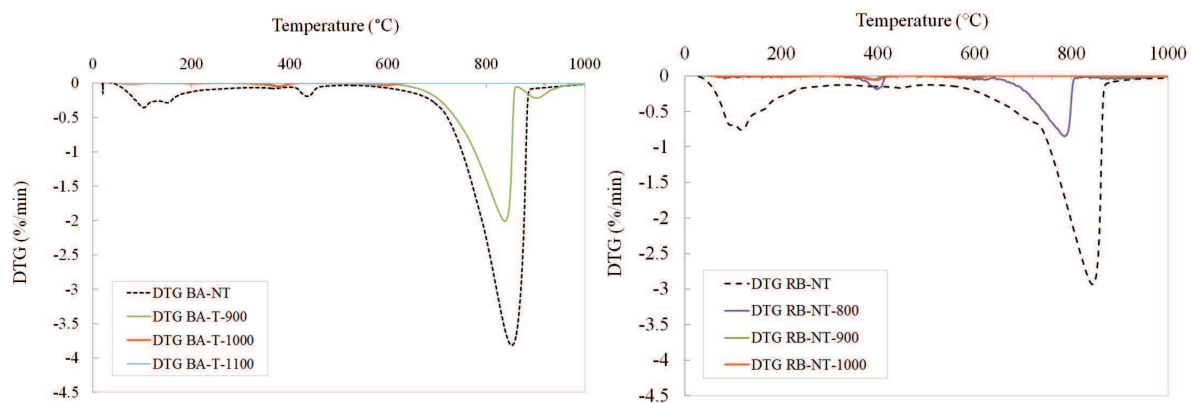 Temperature (°C)
0 200 400 600 800 1000
0
-0.5
-1
-1.5
-2
-2.5
-3
-3.5
-4
-4.5
DTG (%/min)
DTG BA-NT
DTG BA-T-900
DTG BA-T-1000
DTG BA-T-1100
Temperature (°C)
0 200 400 600 800 1000
0
-0.5
-1
-1.5
-2
-2.5
-3
-3.5
-4
-4.5
DTG (%/min)
DTG RB-NT
DTG RB-NT-800
DTG RB-NT-900
DTG RB-NT-1000